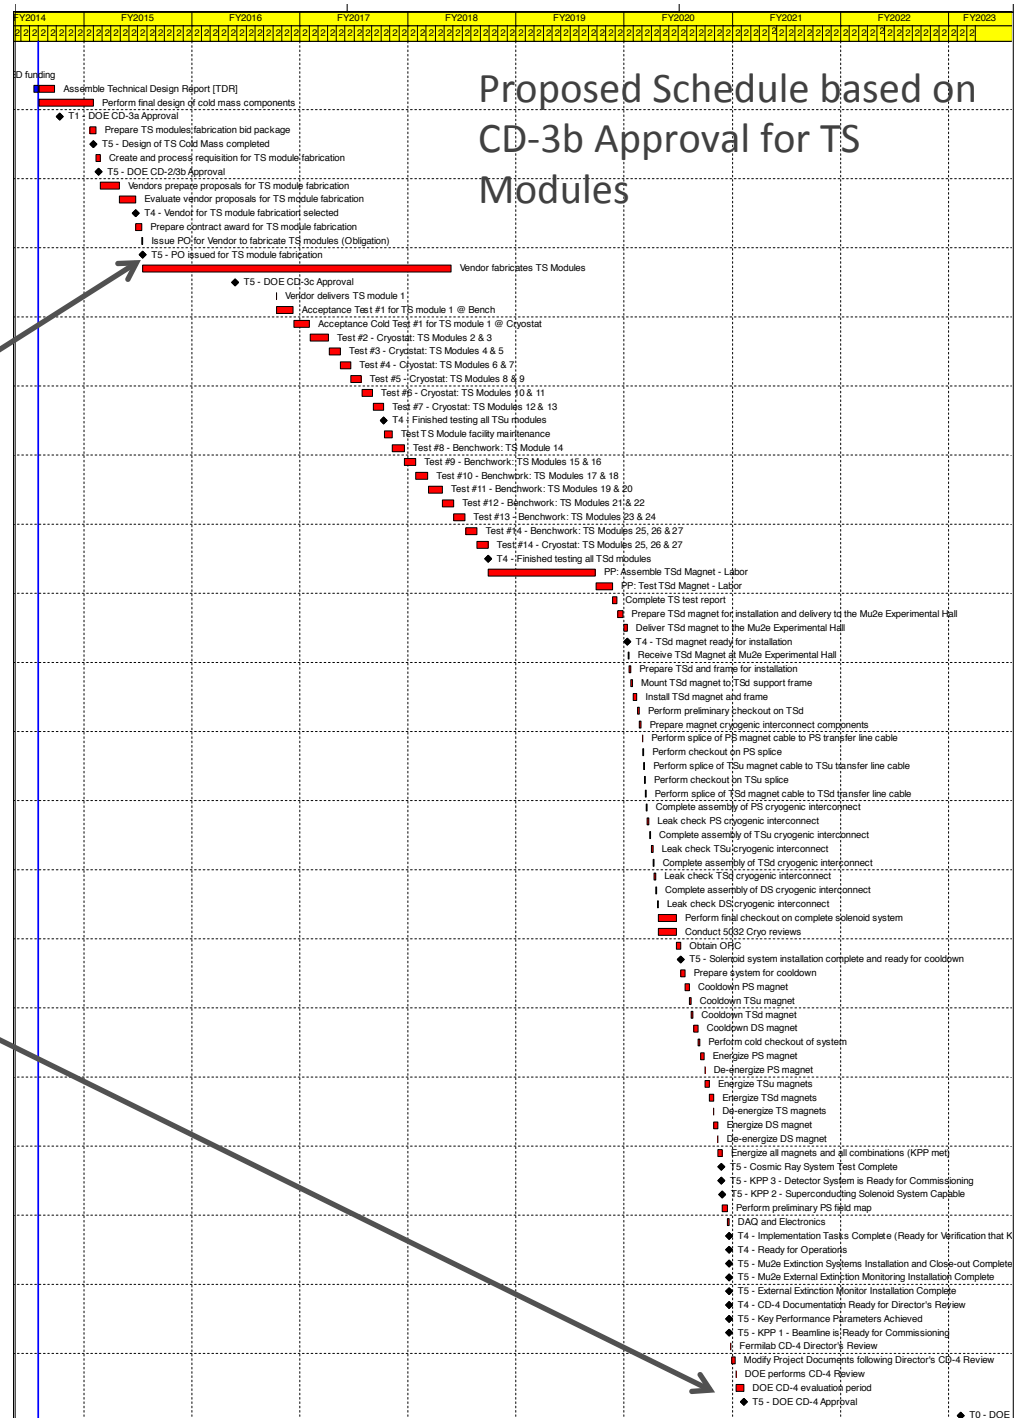 FY2014 FY2015 FY2016 FY2017 FY2018 FY2019 FY2020 FY2021 FY2022 FY2023
Proposed Schedule based on
CD-3b Approval for TS
Modules
D funding
Assemble Technical Design Report [TDR]
Perform final design of cold mass components
T1 - DOE CD-3a Approval
Prepare TS modules fabrication bid package
T5 - Design of TS Cold Mass completed
Create and process requisition for TS module fabrication
T5 - DOE CD-2/3b Approval
Vendors prepare proposals for TS module fabrication
Evaluate vendor proposals for TS module fabrication
T4 - Vendor for TS module fabrication selected
Prepare contract award for TS module fabrication
Issue PO for Vendor to fabricate TS modules (Obligation)
T5 - PO issued for TS module fabrication
Vendor fabricates TS Modules
T5 - DOE CD-3c Approval
Vendor delivers TS module 1
Acceptance Test #1 for TS module 1 @ Bench
Acceptance Cold Test #1 for TS module 1 @ Cryostat
Test #2 - Cryostat: TS Modules 2 & 3
Test #3 - Cryostat: TS Modules 4 & 5
Test #4 - Cryostat: TS Modules 6 & 7
Test #5 - Cryostat: TS Modules 8 & 9
Test #6 - Cryostat: TS Modules 10 & 11
Test #7 - Cryostat: TS Modules 12 & 13
T4 - Finished testing all TSu modules
Test TS Module facility maintenance
Test #8 - Benchwork: TS Module 14
Test #9 - Benchwork: TS Modules 15 & 16
Test #10 - Benchwork: TS Modules 17 & 18
Test #11 - Benchwork: TS Modules 19 & 20
Test #12 - Benchwork: TS Modules 21 & 22
Test #13 - Benchwork: TS Modules 23 & 24
Test #14 - Benchwork: TS Modules 25, 26 & 27
Test #14 - Cryostat: TS Modules 25, 26 & 27
T4 - Finished testing all TSd modules
PP: Assemble TSd Magnet - Labor
PP: Test TSd Magnet - Labor
Complete TS test report
Prepare TSd magnet for installation and delivery to the Mu2e Experimental Hall
Deliver TSd magnet to the Mu2e Experimental Hall
T4 - TSd magnet ready for installation
Receive TSd Magnet at Mu2e Experimental Hall
Prepare TSd and frame for installation
Mount TSd magnet to TSd support frame
Install TSd magnet and frame
Perform preliminary checkout on TSd
Prepare magnet cryogenic interconnect components
Perform splice of PS magnet cable to PS transfer line cable
Perform checkout on PS splice
Perform splice of TSu magnet cable to TSu transfer line cable
Perform checkout on TSu splice
Perform splice of TSd magnet cable to TSd transfer line cable
Complete assembly of PS cryogenic interconnect
Leak check PS cryogenic interconnect
Complete assembly of TSu cryogenic interconnect
Leak check TSu cryogenic interconnect
Complete assembly of TSd cryogenic interconnect
Leak check TSd cryogenic interconnect
Complete assembly of DS cryogenic interconnect
Leak check DS cryogenic interconnect
Perform final checkout on complete solenoid system
Conduct 5032 Cryo reviews
Obtain ORC
T5 - Solenoid system installation complete and ready for cooldown
Prepare system for cooldown
Cooldown PS magnet
Cooldown TSu magnet
Cooldown TSd magnet
Cooldown DS magnet
Perform cold checkout of system
Energize PS magnet
De-energize PS magnet
Energize TSu magnets
Energize TSd magnets
De-energize TS magnets
Energize DS magnet
De-energize DS magnet
Energize all magnets and all combinations (KPP met)
T5 - Cosmic Ray System Test Complete
T5 - KPP 3 - Detector System is Ready for Commissioning
T5 - KPP 2 - Superconducting Solenoid System Capable
Perform preliminary PS field map
DAQ and Electronics
T4 - Implementation Tasks Complete (Ready for Verification that K
T4 - Ready for Operations
T5 - Mu2e Extinction Systems Installation and Close-out Complete
T5 - Mu2e External Extinction Monitoring Installation Complete
T5 - External Extinction Monitor Installation Complete
T4 - CD-4 Documentation Ready for Director's Review
T5 - Key Performance Parameters Achieved
T5 - KPP 1 - Beamline is Ready for Commissioning
Fermilab CD-4 Director's Review
Modify Project Documents following Director's CD-4 Review
DOE performs CD-4 Review
DOE CD-4 evaluation period
T5 - DOE CD-4 Approval
T0 - DOE